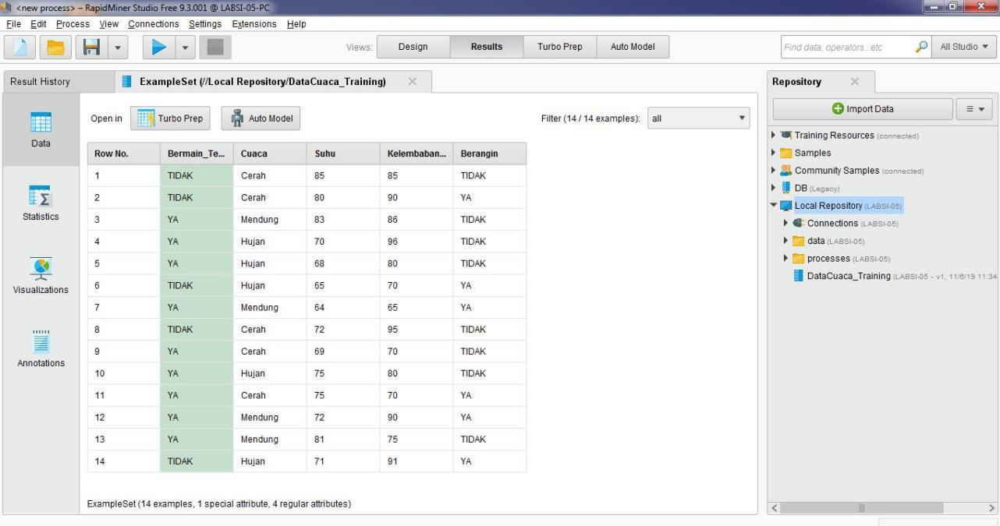 <new process> – RapidMiner Studio Free 9.3.001 @ LABSI-05-PC
File Edit Process View Connections Settings Extensions Help
Views: Design Results Turbo Prep Auto Model
Find data, operators...etc All Studio
Result History ExampleSet (//Local Repository/DataCuaca_Training)
Data
Statistics
Visualizations
Annotations
Open in Turbo Prep Auto Model Filter (14 / 14 examples): all
Row No. Bermain_Te... Cuaca Suhu Kelembaban... Berangin
1 TIDAK Cerah 85 85 TIDAK
2 TIDAK Cerah 80 90 YA
3 YA Mendung 83 86 TIDAK
4 YA Hujan 70 96 TIDAK
5 YA Hujan 68 80 TIDAK
6 TIDAK Hujan 65 70 YA
7 YA Mendung 64 65 YA
8 TIDAK Cerah 72 95 TIDAK
9 YA Cerah 69 70 TIDAK
10 YA Hujan 75 80 TIDAK
11 YA Cerah 75 70 YA
12 YA Mendung 72 90 YA
13 YA Mendung 81 75 TIDAK
14 TIDAK Hujan 71 91 YA
ExampleSet (14 examples, 1 special attribute, 4 regular attributes)
Repository
Import Data
Training Resources (connected)
Samples
Community Samples (connected)
DB (Legacy)
Local Repository (LABSI-05)
Connections (LABSI-05)
data (LABSI-05)
processes (LABSI-05)
DataCuaca_Training (LABSI-05 - v1, 11/6/19 11:34